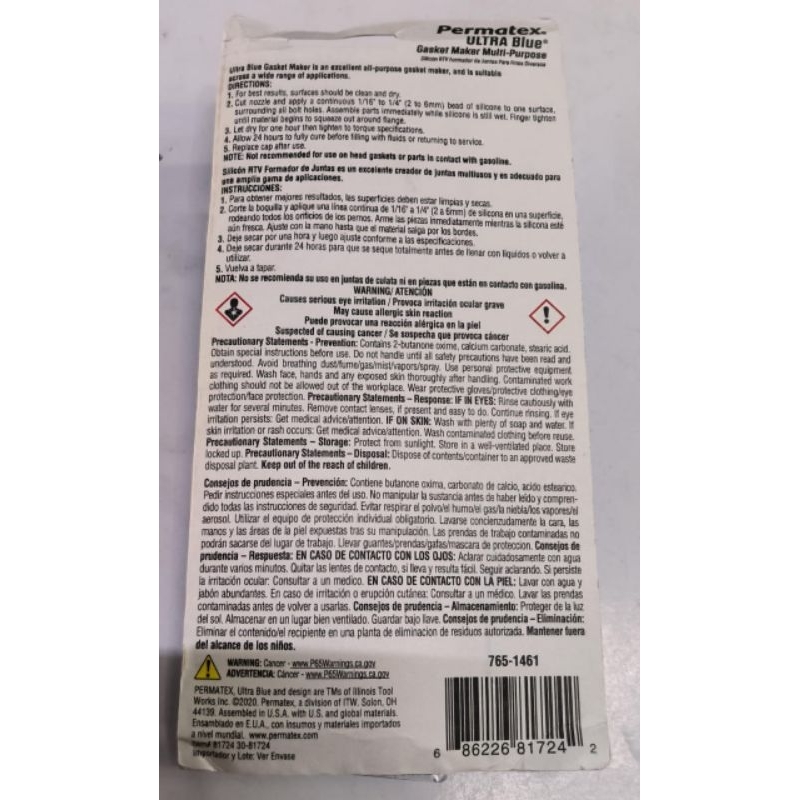 Permatex®
ULTRA Blue®
Gasket Maker Multi-Purpose
Silicón RTV Formador de Juntas Para Fines Diversos
Ultra Blue Gasket Maker is an excellent all-purpose gasket maker, and is suitable
across a wide range of applications.
DIRECTIONS:
1. For best results, surfaces should be clean and dry.
2. Cut nozzle and apply a continuous 1/16" to 1/4" (2 to 6mm) bead of silicone to one surface,
surrounding all bolt holes. Assemble parts immediately while silicone is still wet. Finger tighten
until material begins to squeeze out around flange.
3. Let dry for one hour then tighten to torque specifications.
4. Allow 24 hours to fully cure before filling with fluids or returning to service.
5. Replace cap after use.
NOTE: Not recommended for use on head gaskets or parts in contact with gasoline.
Silicón RTV Formador de Juntas es un excelente creador de juntas multiusos y es adecuado para
una amplia gama de aplicaciones.
INSTRUCCIONES:
1. Para obtener mejores resultados, las superficies deben estar limpias y secas.
2. Corte la boquilla y aplique una línea continua de 1/16" a 1/4" (2 a 6mm) de silicona en una superficie,
rodeando todos los orificios de los pernos. Arme las piezas inmediatamente mientras la silicona esté
aún fresca. Ajuste con la mano hasta que el material salga por los bordes.
3. Deje secar por una hora y luego ajuste conforme a las especificaciones.
4. Deje secar durante 24 horas para que se seque totalmente antes de llenar con líquidos o volver a
utilizar.
5. Vuelva a tapar.
NOTA: No se recomienda su uso en juntas de culata ni en piezas que están en contacto con gasolina.
WARNING/ ATENCIÓN
Causes serious eye irritation / Provoca irritación ocular grave
May cause allergic skin reaction
Puede provocar una reacción alérgica en la piel
Suspected of causing cancer / Se sospecha que provoca cáncer
Precautionary Statements - Prevention: Contains 2-butanone oxime, calcium carbonate, stearic acid.
Obtain special instructions before use. Do not handle until all safety precautions have been read and
understood. Avoid breathing dust/fume/gas/mist/vapors/spray. Use personal protective equipment
as required. Wash face, hands and any exposed skin thoroughly after handling. Contaminated work
clothing should not be allowed out of the workplace. Wear protective gloves/protective clothing/eye
protection/face protection. Precautionary Statements – Response: IF IN EYES: Rinse cautiously with
water for several minutes. Remove contact lenses, if present and easy to do. Continue rinsing. If eye
irritation persists: Get medical advice/attention. IF ON SKIN: Wash with plenty of soap and water. If
skin irritation or rash occurs: Get medical advice/attention. Wash contaminated clothing before reuse.
Precautionary Statements – Storage: Protect from sunlight. Store in a well-ventilated place. Store
locked up. Precautionary Statements – Disposal: Dispose of contents/container to an approved waste
disposal plant. Keep out of the reach of children.
Consejos de prudencia – Prevención: Contiene butanone oxima, carbonato de calcio, acido estearico.
Pedir instrucciones especiales antes del uso. No manipular la sustancia antes de haber leído y compren-
dido todas las instrucciones de seguridad. Evitar respirar el polvo/el humo/el gas/la niebla/los vapores/el
aerosol. Utilizar el equipo de protección individual obligatorio. Lavarse concienzudamente la cara, las
manos y las áreas de la piel expuestas tras su manipulación. Las prendas de trabajo contaminadas no
podrán sacarse del lugar de trabajo. Llevar guantes/prendas/gafas/mascara de proteccion. Consejos de
prudencia – Respuesta: EN CASO DE CONTACTO CON LOS OJOS: Aclarar cuidadosamente con agua
durante varios minutos. Quitar las lentes de contacto, si lleva y resulta fácil. Seguir aclarando. Si persiste
la irritación ocular: Consultar a un medico. EN CASO DE CONTACTO CON LA PIEL: Lavar con agua y
jabón abundantes. En caso de irritación o erupción cutánea: Consultar a un médico. Lavar las prendas
contaminadas antes de volver a usarlas. Consejos de prudencia – Almacenamiento: Proteger de la luz
del sol. Almacenar en un lugar bien ventilado. Guardar bajo llave. Consejos de prudencia – Eliminación:
Eliminar el contenido/el recipiente en una planta de eliminación de residuos autorizada. Mantener fuera
del alcance de los niños.
WARNING: Cancer - www.P65Warnings.ca.gov
ADVERTENCIA: Cáncer - www.P65Warnings.ca.gov
765-1461
PERMATEX, Ultra Blue and design are TMs of Illinois Tool
Works Inc. ©2020. Permatex, a division of ITW, Solon, OH
44139. Assembled in U.S.A. with U.S. and global materials.
Ensamblado en E.U.A., con insumos y materiales importados
a nivel mundial. www.permatex.com
Item# 81724 30-81724
Importador y Lote: Ver Envase
6 86226 81724 2